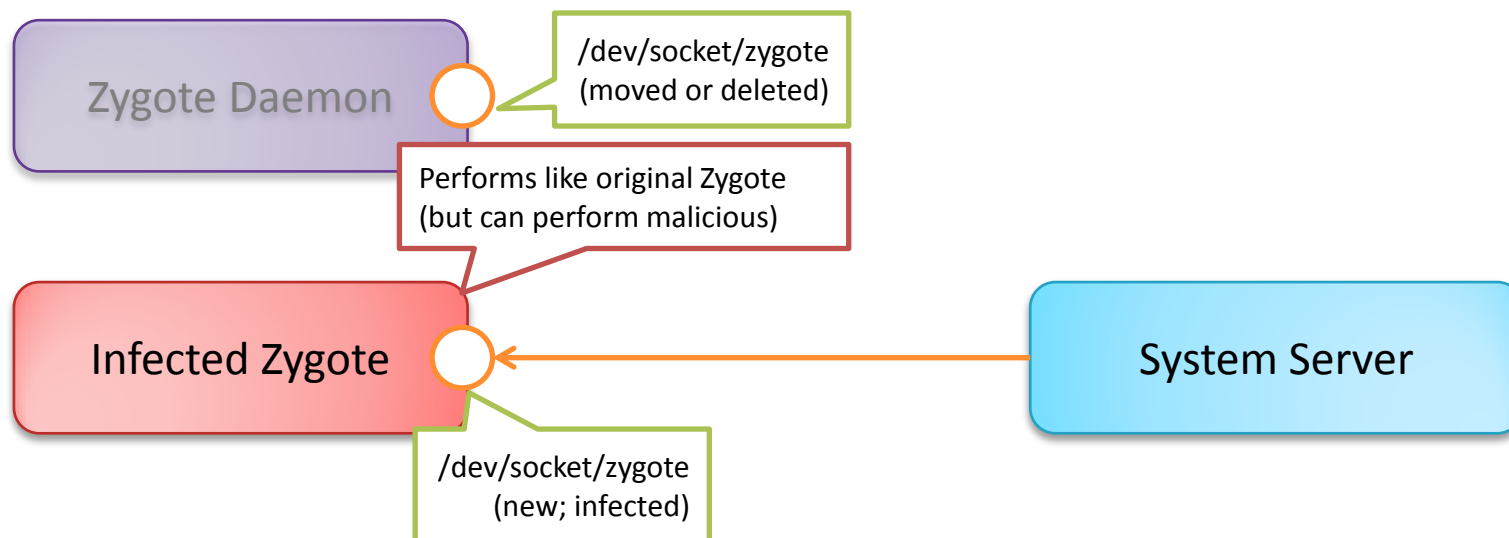 Zygote Daemon
/dev/socket/zygote
(moved or deleted)
Performs like original Zygote
(but can perform malicious)
Infected Zygote
System Server
/dev/socket/zygote
(new; infected)